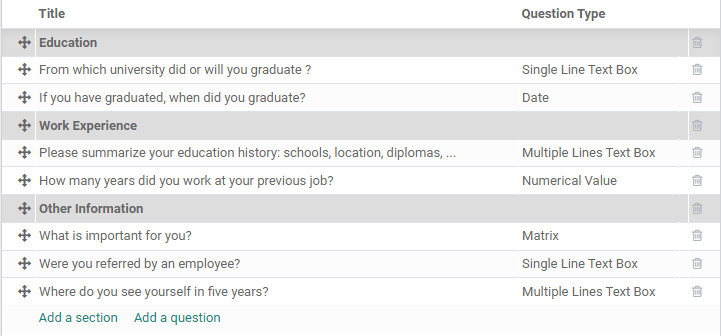 Title Question Type
Education
From which university did or will you graduate ? Single Line Text Box
If you have graduated, when did you graduate? Date
Work Experience
Please summarize your education history: schools, location, diplomas, ... Multiple Lines Text Box
How many years did you work at your previous job? Numerical Value
Other Information
What is important for you? Matrix
Were you referred by an employee? Single Line Text Box
Where do you see yourself in five years? Multiple Lines Text Box
Add a section Add a question